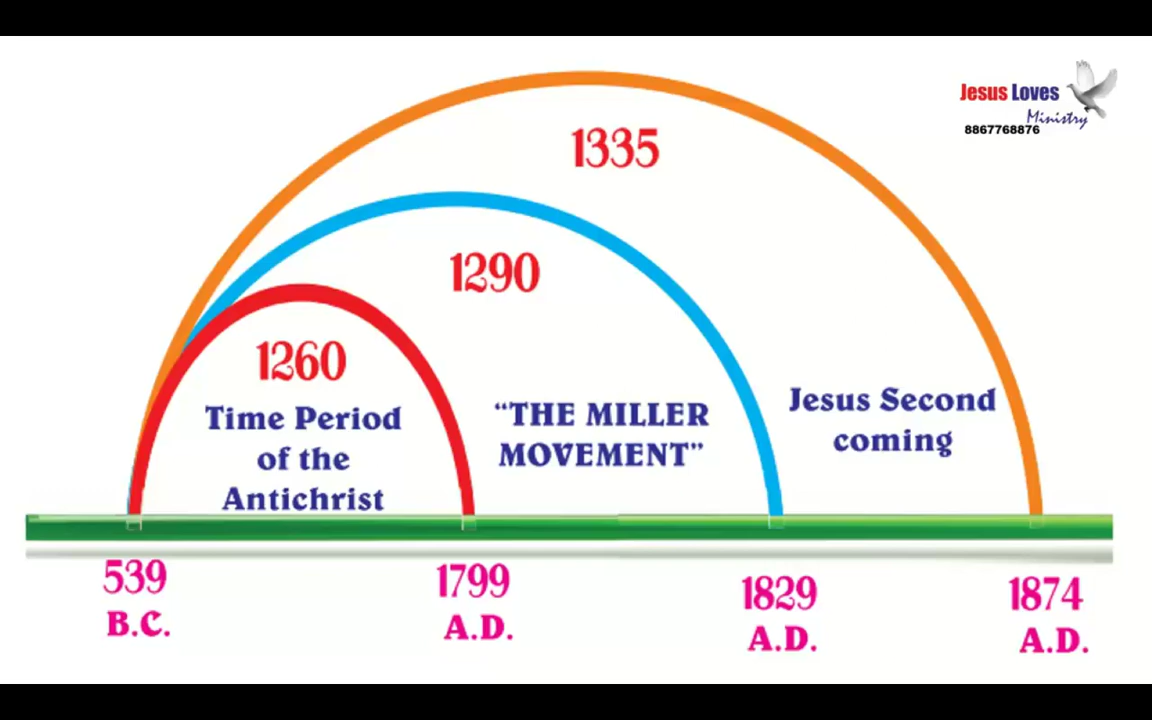 Jesus Loves
Ministry
8867768876
1335
1290
1260
Time Period
of the
Antichrist
“THE MILLER
MOVEMENT”
Jesus Second
coming
539
B.C.
1799
A.D.
1829
A.D.
1874
A.D.